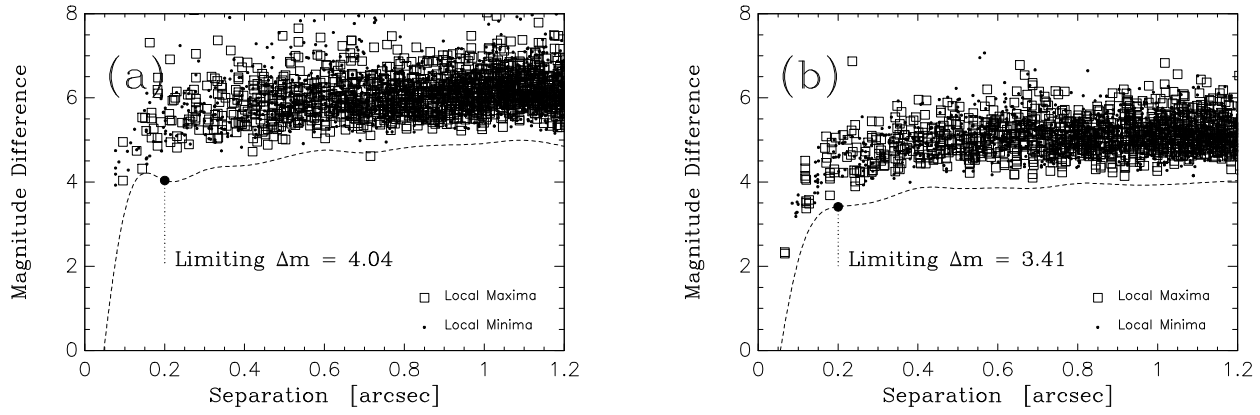 8
6
4
2
0
Magnitude Difference
(a)
Limiting Δm = 4.04
Local Maxima
Local Minima
0 0.2 0.4 0.6 0.8 1 1.2
Separation [arcsec]
8
6
4
2
0
Magnitude Difference
(b)
Limiting Δm = 3.41
Local Maxima
Local Minima
0 0.2 0.4 0.6 0.8 1 1.2
Separation [arcsec]